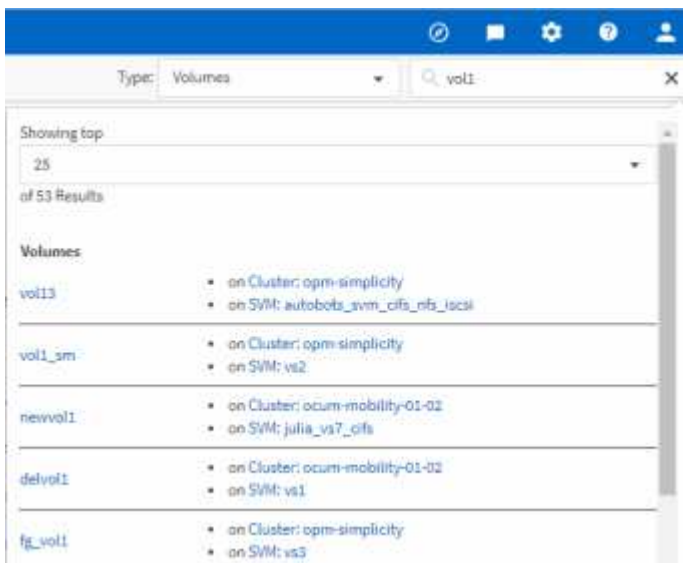 Type: Volumes vol1
Showing top
25
of 53 Results
Volumes
vol13
on Cluster: opm-simplicity
on SVM: autobots_svm_cifs_nfs_iscsi
vol1_sm
on Cluster: opm-simplicity
on SVM: vs2
newvol1
on Cluster: ocum-mobility-01-02
on SVM: julia_vs7_cifs
delvol1
on Cluster: ocum-mobility-01-02
on SVM: vs1
fg_vol1
on Cluster: opm-simplicity
on SVM: vs3